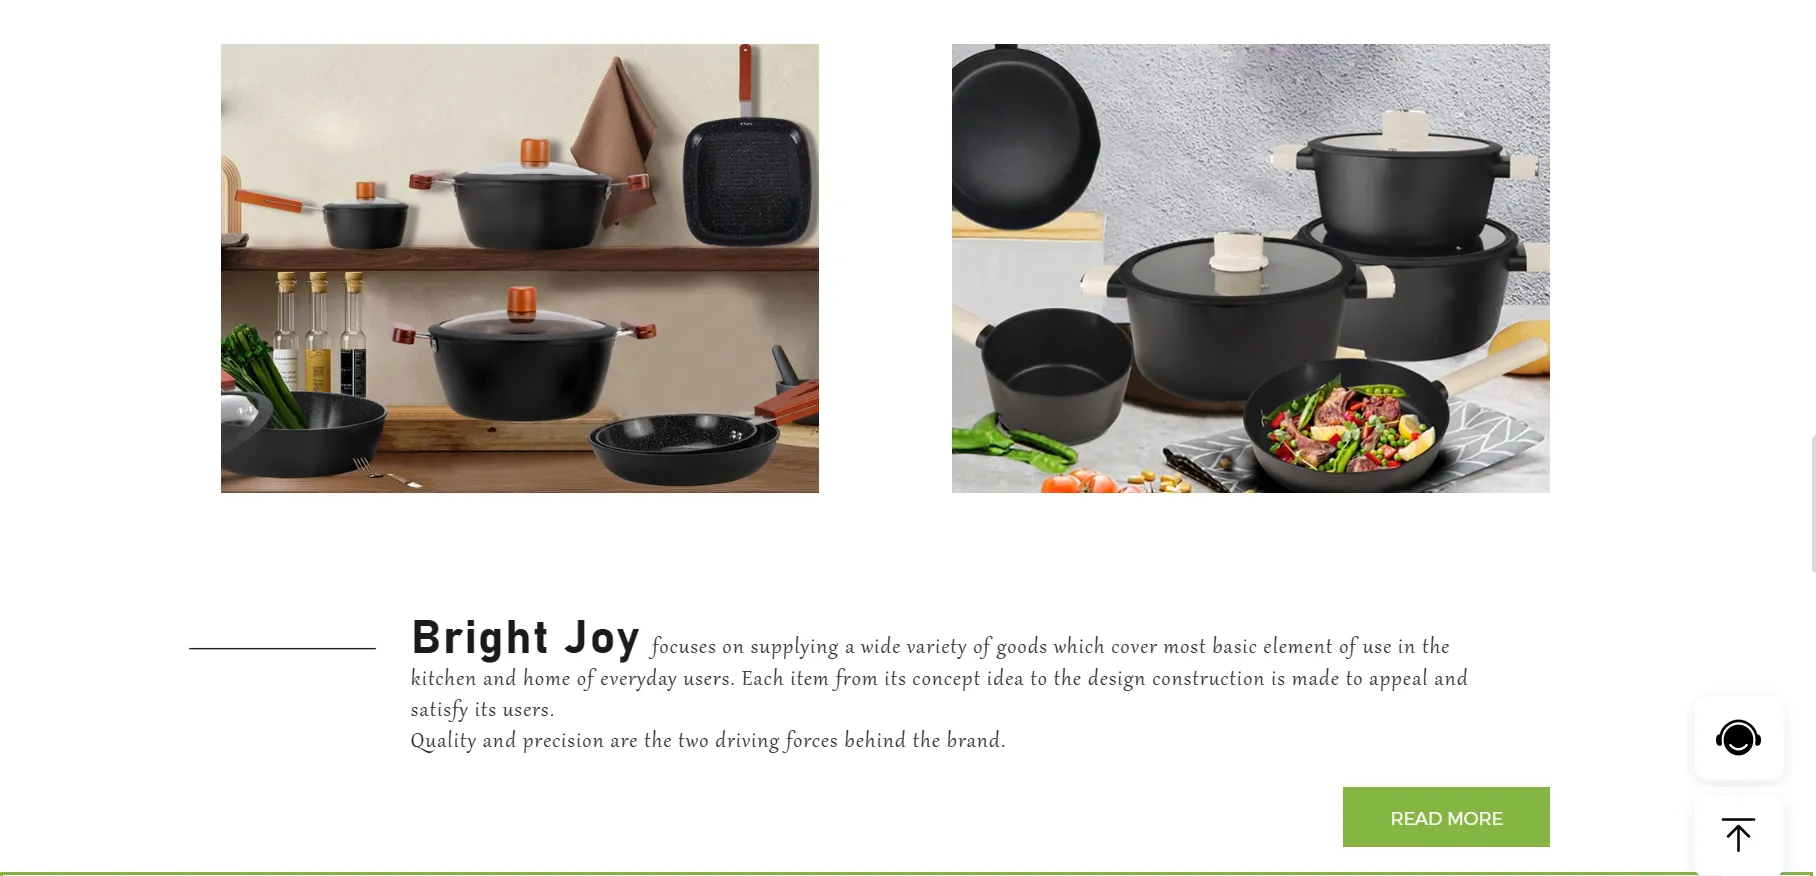 Bright Joy focuses on supplying a wide variety of goods which cover most basic element of use in the
kitchen and home of everyday users. Each item from its concept idea to the design construction is made to appeal and
satisfy its users.
Quality and precision are the two driving forces behind the brand.
READ MORE